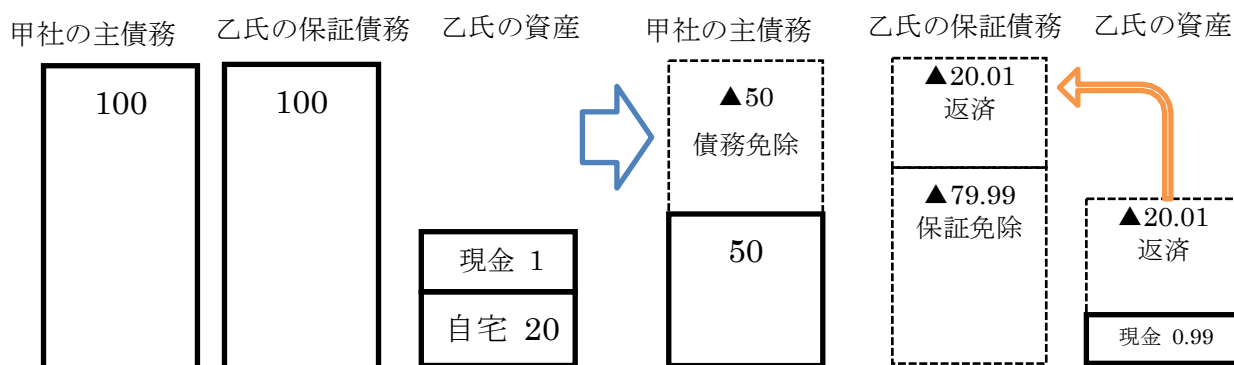 甲社の主債務
乙氏の保証債務
乙氏の資産
100
100
現金 1
自宅 20
甲社の主債務
乙氏の保証債務
乙氏の資産
▲50
債務免除
50
▲20.01
返済
▲79.99
保証免除
▲20.01
返済
現金 0.99